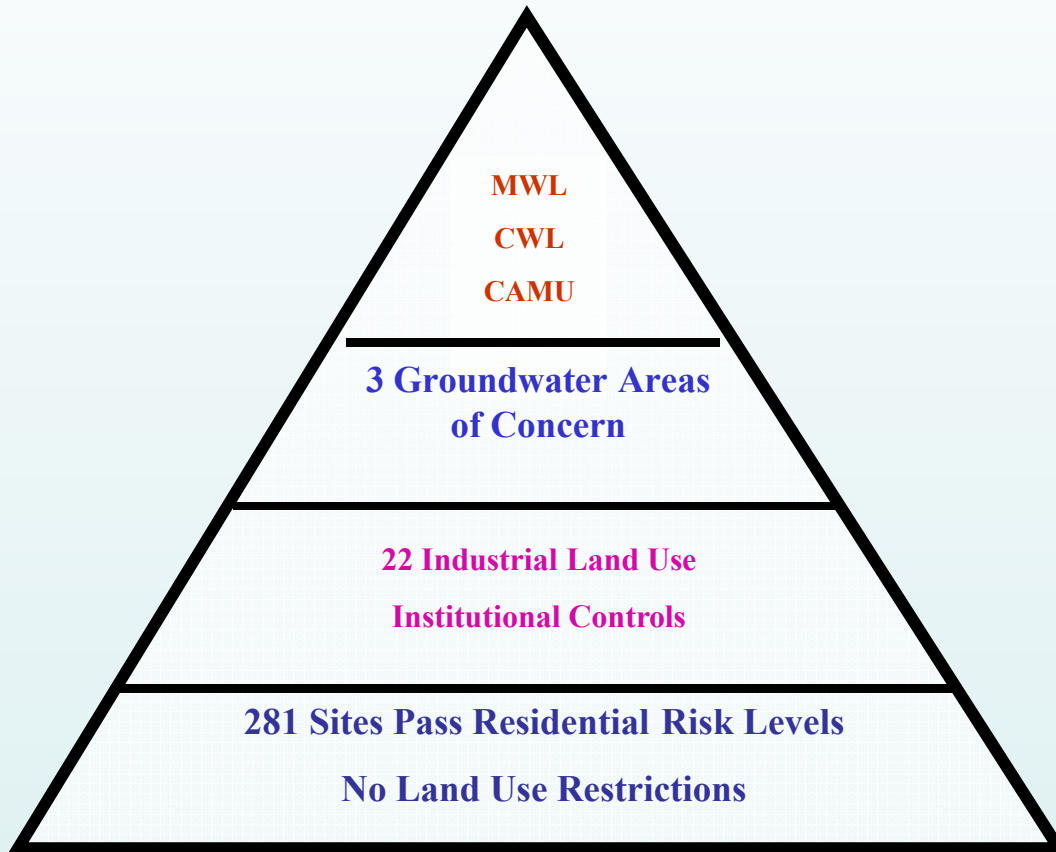 MWL
CWL
CAMU
3 Groundwater Areas
of Concern
22 Industrial Land Use
Institutional Controls
281 Sites Pass Residential Risk Levels
No Land Use Restrictions